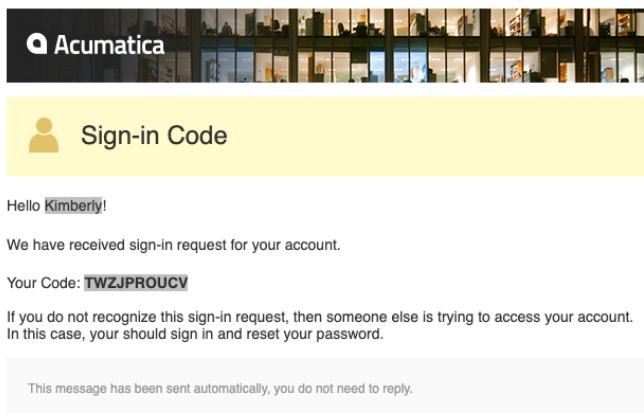 Acumatica
Sign-in Code
Hello Kimberly!
We have received sign-in request for your account.
Your Code: TWZJPROUCV
If you do not recognize this sign-in request, then someone else is trying to access your account.
In this case, your should sign in and reset your password.
This message has been sent automatically, you do not need to reply.